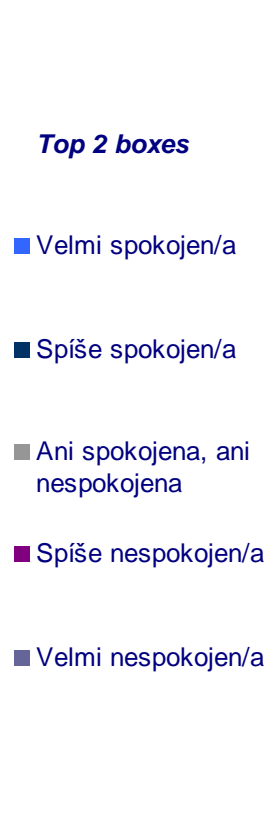 Top 2 boxes
Velmi spokojen/a
Spíše spokojen/a
Ani spokojena, ani
nespokojena
Spíše nespokojen/a
Velmi nespokojen/a